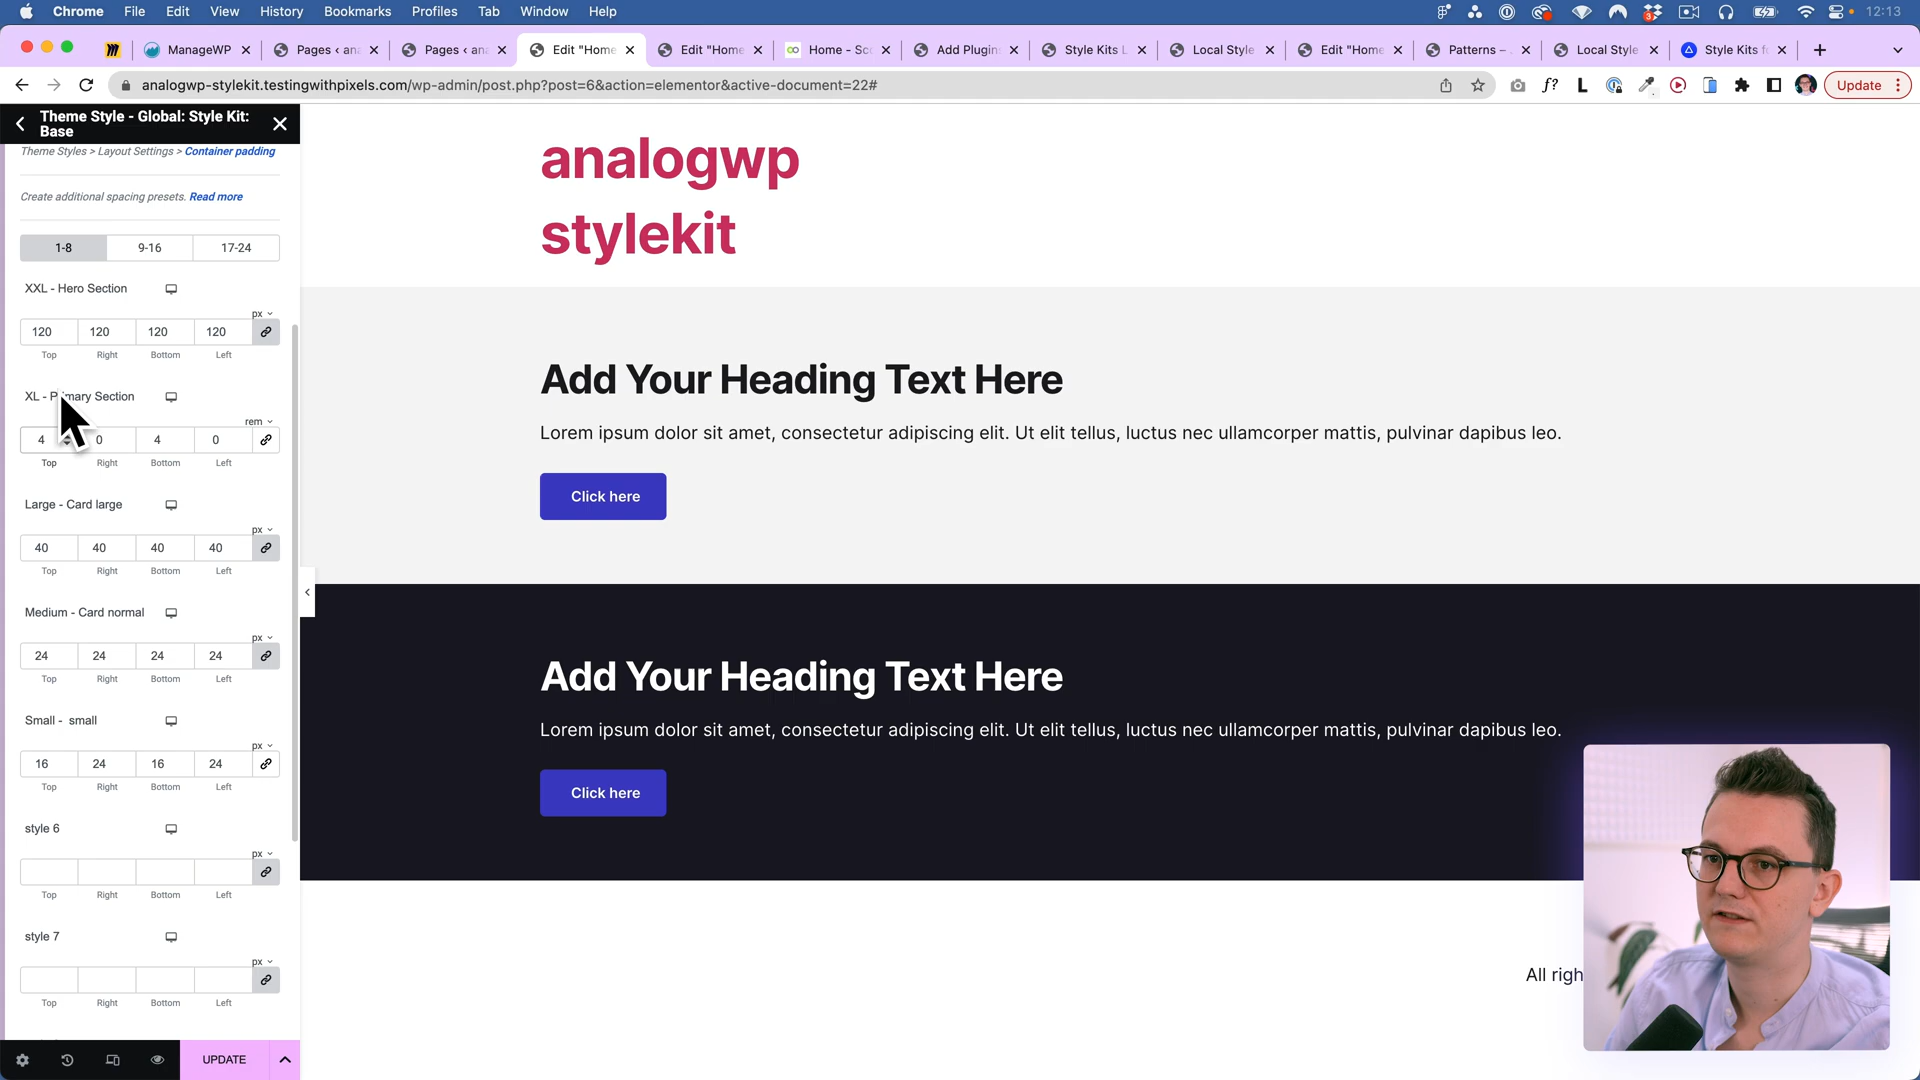 Chrome File Edit View History Bookmarks Profiles Tab Window Help 3 12:13
ManageWP Pages ‹ ana Pages ‹ ana Edit "Home Edit "Home Home - Sc Add Plugin Style Kits L Local Style Edit "Home Patterns – Local Style Style Kits f
analogwp-stylekit.testingwithpixels.com/wp-admin/post.php?post=6&action=elementor&active-document=22# f? L Update
Theme Style - Global: Style Kit:
Base
Theme Styles > Layout Settings > Container padding
Create additional spacing presets. Read more
1-8 9-16 17-24
XXL - Hero Section
px
120 120 120 120
Top Right Bottom Left
XL - Primary Section
rem
4 0 4 0
Top Right Bottom Left
Large - Card large
px
40 40 40 40
Top Right Bottom Left
Medium - Card normal
px
24 24 24 24
Top Right Bottom Left
Small - small
px
16 24 16 24
Top Right Bottom Left
style 6
px
Top Right Bottom Left
style 7
px
Top Right Bottom Left
UPDATE
analogwp
stylekit
Add Your Heading Text Here
Lorem ipsum dolor sit amet, consectetur adipiscing elit. Ut elit tellus, luctus nec ullamcorper mattis, pulvinar dapibus leo.
Click here
Add Your Heading Text Here
Lorem ipsum dolor sit amet, consectetur adipiscing elit. Ut elit tellus, luctus nec ullamcorper mattis, pulvinar dapibus leo.
Click here
All righ